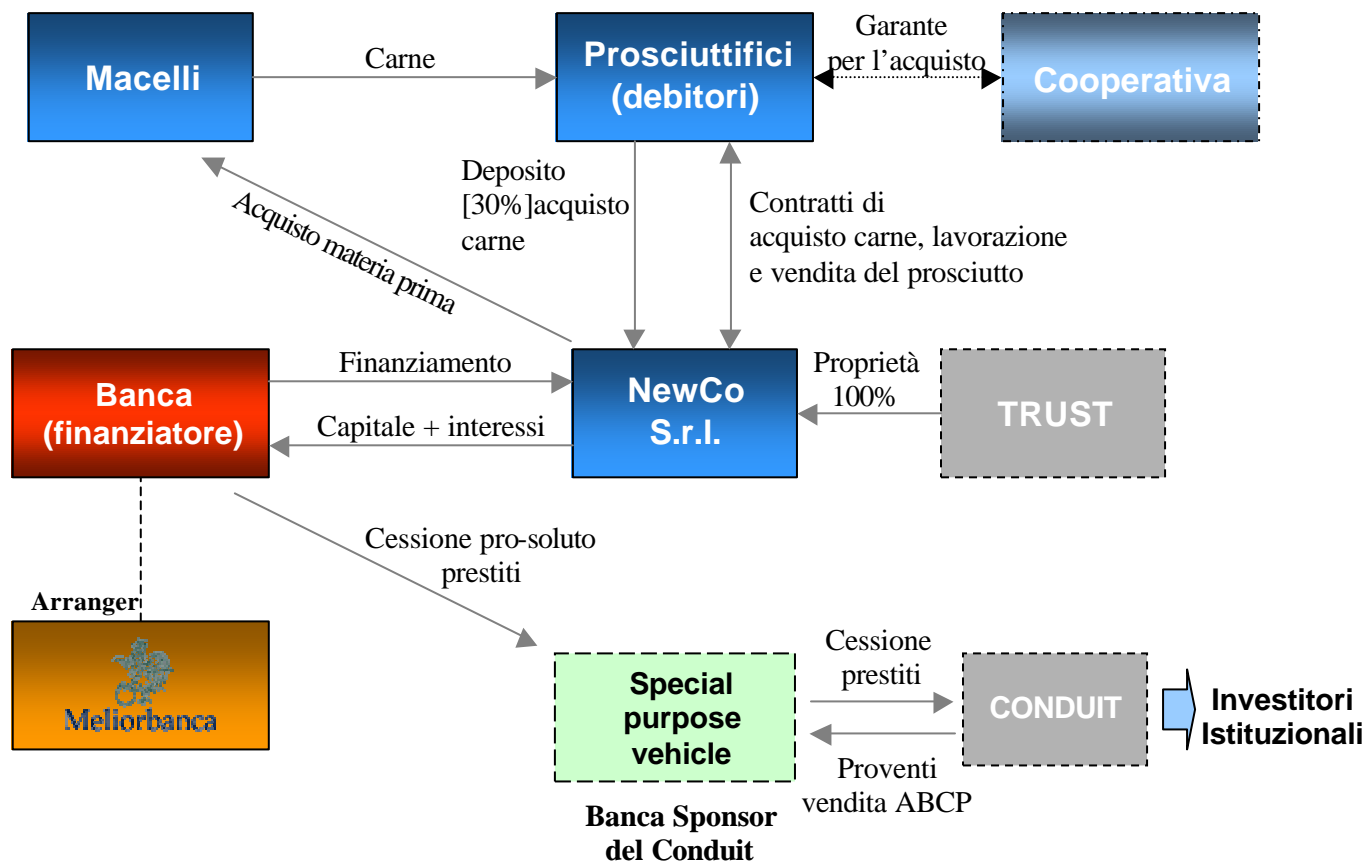 Macelli
Carne
Prosciuttifici
(debitori)
Garante
per l'acquisto
Cooperativa
Deposito
[30%]acquisto
carne
Contratti di
acquisto carne, lavorazione
e vendita del prosciutto
Acquisto materia prima
Banca
(finanziatore)
Finanziamento
Capitale + interessi
NewCo
S.r.l.
Proprietà
100%
TRUST
Cessione pro-soluto
prestiti
Arranger
Meliorbanca
Special
purpose
vehicle
Cessione
prestiti
Proventi
vendita ABCP
CONDUIT
Investitori
Istituzionali
Banca Sponsor
del Conduit